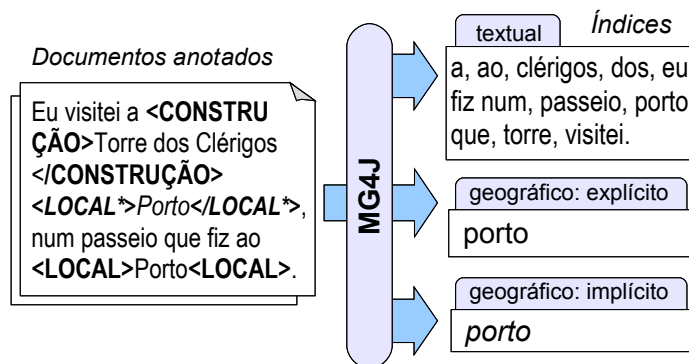 Documentos anotados
Eu visitei a <CONSTRU
ÇÃO>Torre dos Clérigos
</CONSTRUÇÃO>
<LOCAL*>Porto</LOCAL*>,
num passeio que fiz ao
<LOCAL>Porto<LOCAL>.
MG4J
Índices
textual
a, ao, clérigos, dos, eu
fiz num, passeio, porto
que, torre, visitei.
geográfico: explícito
porto
geográfico: implícito
porto